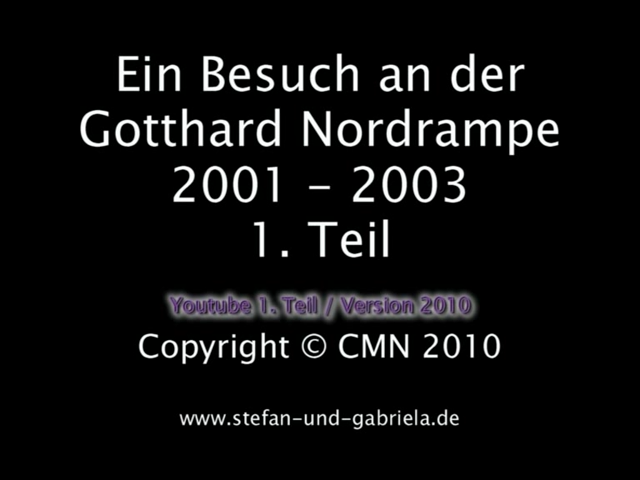 Ein Besuch an der
Gotthard Nordrampe
2001 - 2003
1. Teil
Youtube 1. Teil / Version 2010
Copyright © CMN 2010
www.stefan-und-gabriela.de